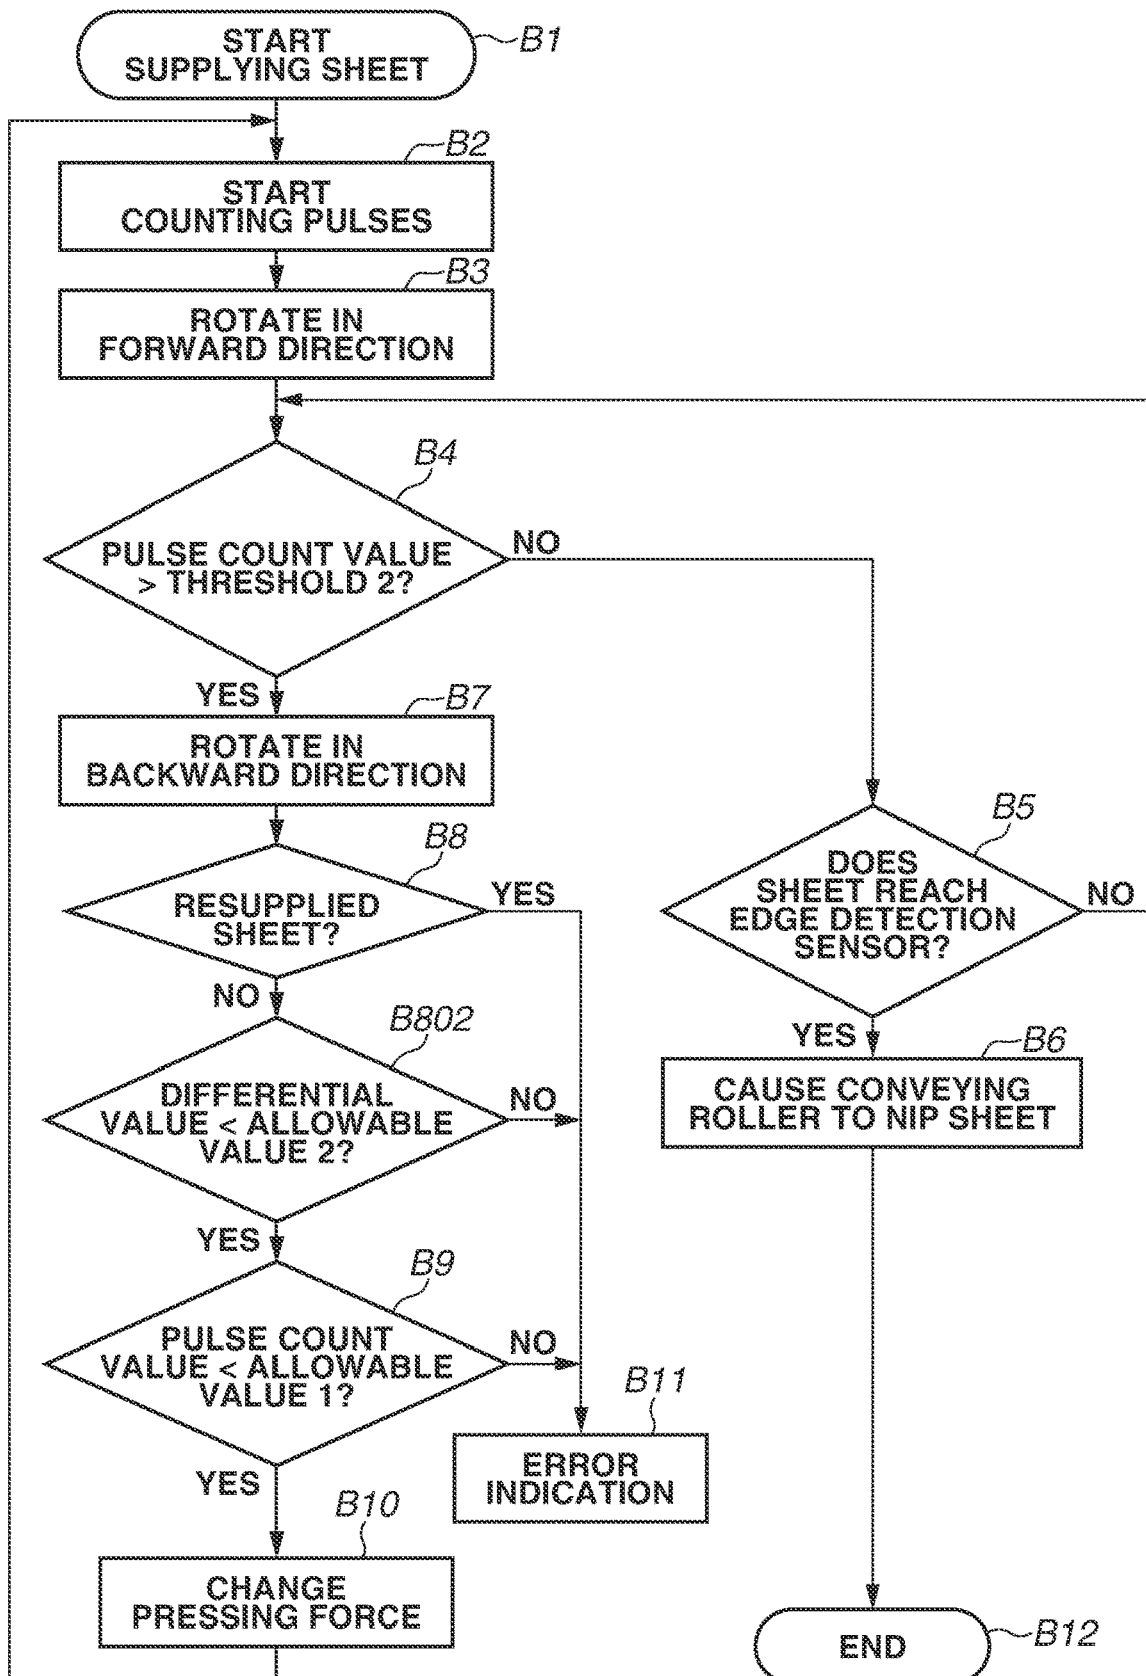 START
SUPPLYING SHEET
B1
B2
START
COUNTING PULSES
B3
ROTATE IN
FORWARD DIRECTION
B4
PULSE COUNT VALUE
> THRESHOLD 2?
NO
YES
B7
ROTATE IN
BACKWARD DIRECTION
B8
RESUPPLIED
SHEET?
YES
NO
B802
DIFFERENTIAL
VALUE < ALLOWABLE
VALUE 2?
NO
YES
B9
PULSE COUNT
VALUE < ALLOWABLE
VALUE 1?
NO
YES
B10
CHANGE
PRESSING FORCE
B11
ERROR
INDICATION
B5
DOES
SHEET REACH
EDGE DETECTION
SENSOR?
NO
YES
B6
CAUSE CONVEYING
ROLLER TO NIP SHEET
END
B12